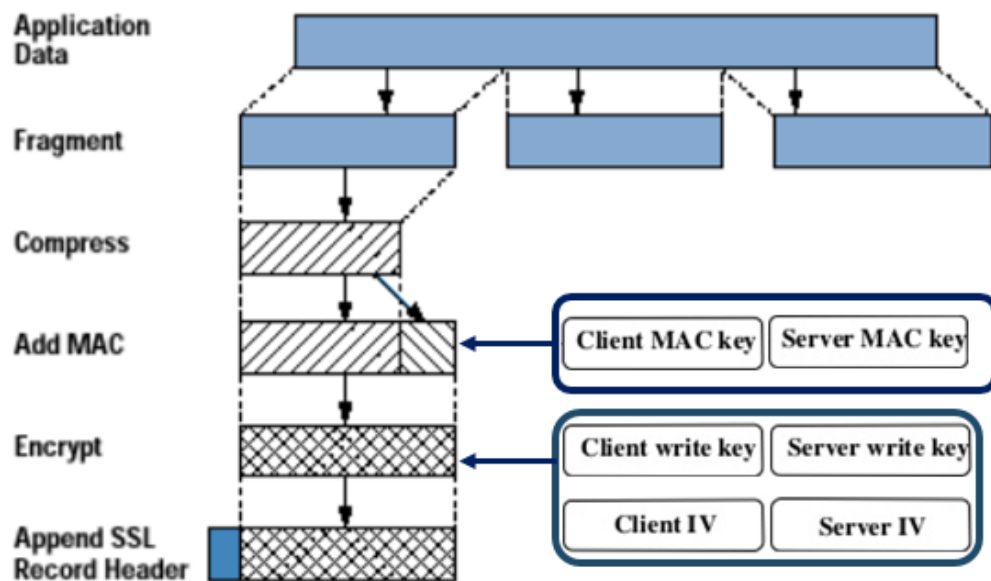 Application
Data
Fragment
Compress
Add MAC
Client MAC key
Server MAC key
Encrypt
Client write key
Server write key
Client IV
Server IV
Append SSL
Record Header